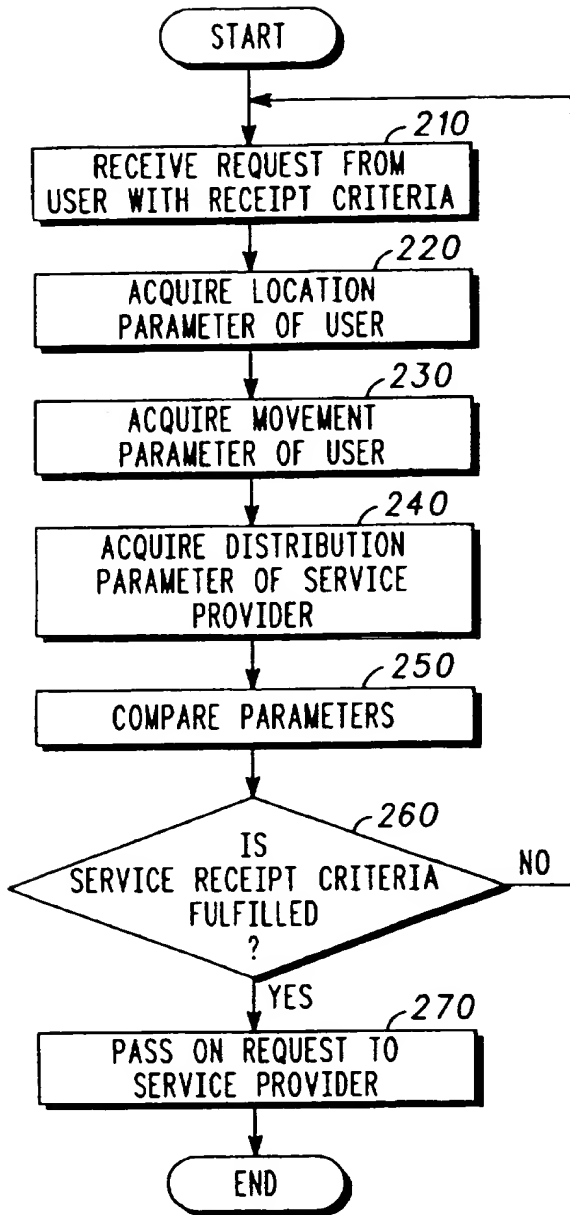 START
210
RECEIVE REQUEST FROM
USER WITH RECEIPT CRITERIA
220
ACQUIRE LOCATION
PARAMETER OF USER
230
ACQUIRE MOVEMENT
PARAMETER OF USER
240
ACQUIRE DISTRIBUTION
PARAMETER OF SERVICE
PROVIDER
250
COMPARE PARAMETERS
260
IS
SERVICE RECEIPT CRITERIA
FULFILLED
?
NO
YES
270
PASS ON REQUEST TO
SERVICE PROVIDER
END